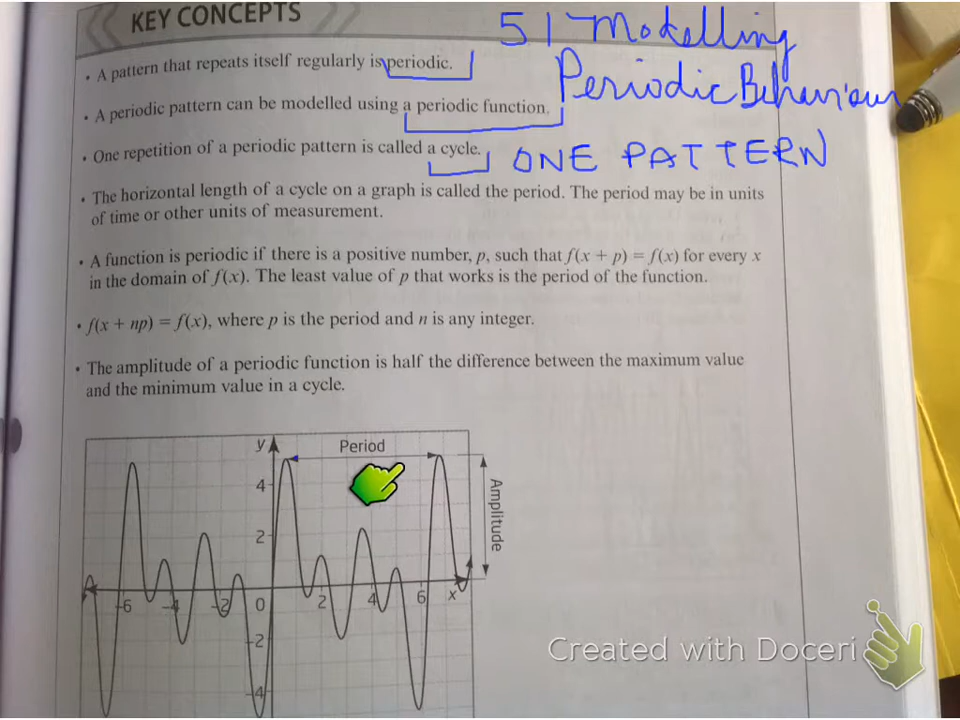 KEY CONCEPTS
5 1 Modelling
Periodic Behaviour
• A pattern that repeats itself regularly is periodic.
• A periodic pattern can be modelled using a periodic function.
• One repetition of a periodic pattern is called a cycle.
ONE PATTERN
• The horizontal length of a cycle on a graph is called the period. The period may be in units
of time or other units of measurement.
• A function is periodic if there is a positive number, p, such that f(x + p) = f(x) for every x
in the domain of f(x). The least value of p that works is the period of the function.
• f(x + np) = f(x), where p is the period and n is any integer.
• The amplitude of a periodic function is half the difference between the maximum value
and the minimum value in a cycle.
y
Period
4
Amplitude
2
-6 -4 -2 0 2 4 6 x
-2
-4
Created with Doceri